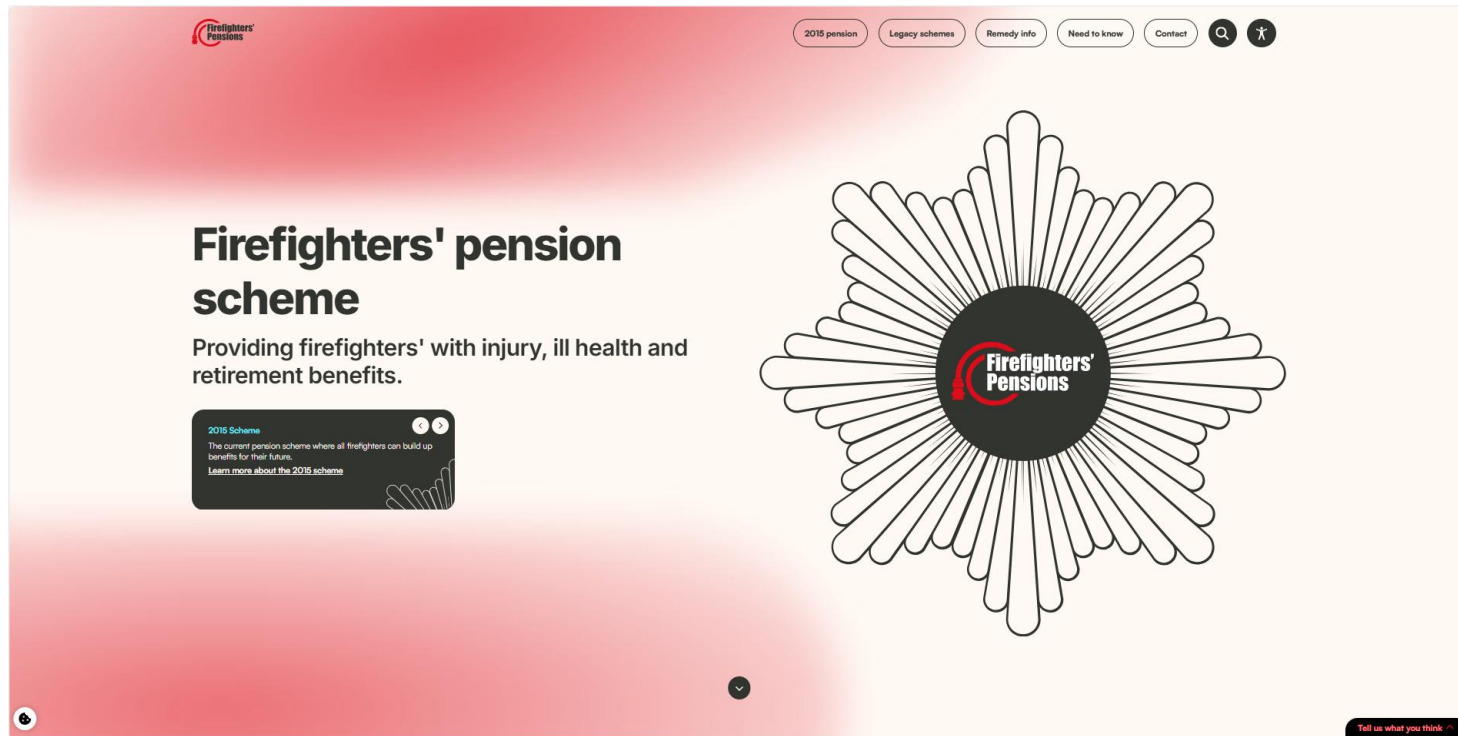 Firefighters'
Pensions
2015 pension
Legacy schemes
Remedy info
Need to know
Contact
Firefighters' pension
scheme
Providing firefighters' with injury, ill health and
retirement benefits.
2015 Scheme
The current pension scheme where all firefighters can build up
benefits for their future.
Learn more about the 2015 scheme
Firefighters'
Pensions
Tell us what you think